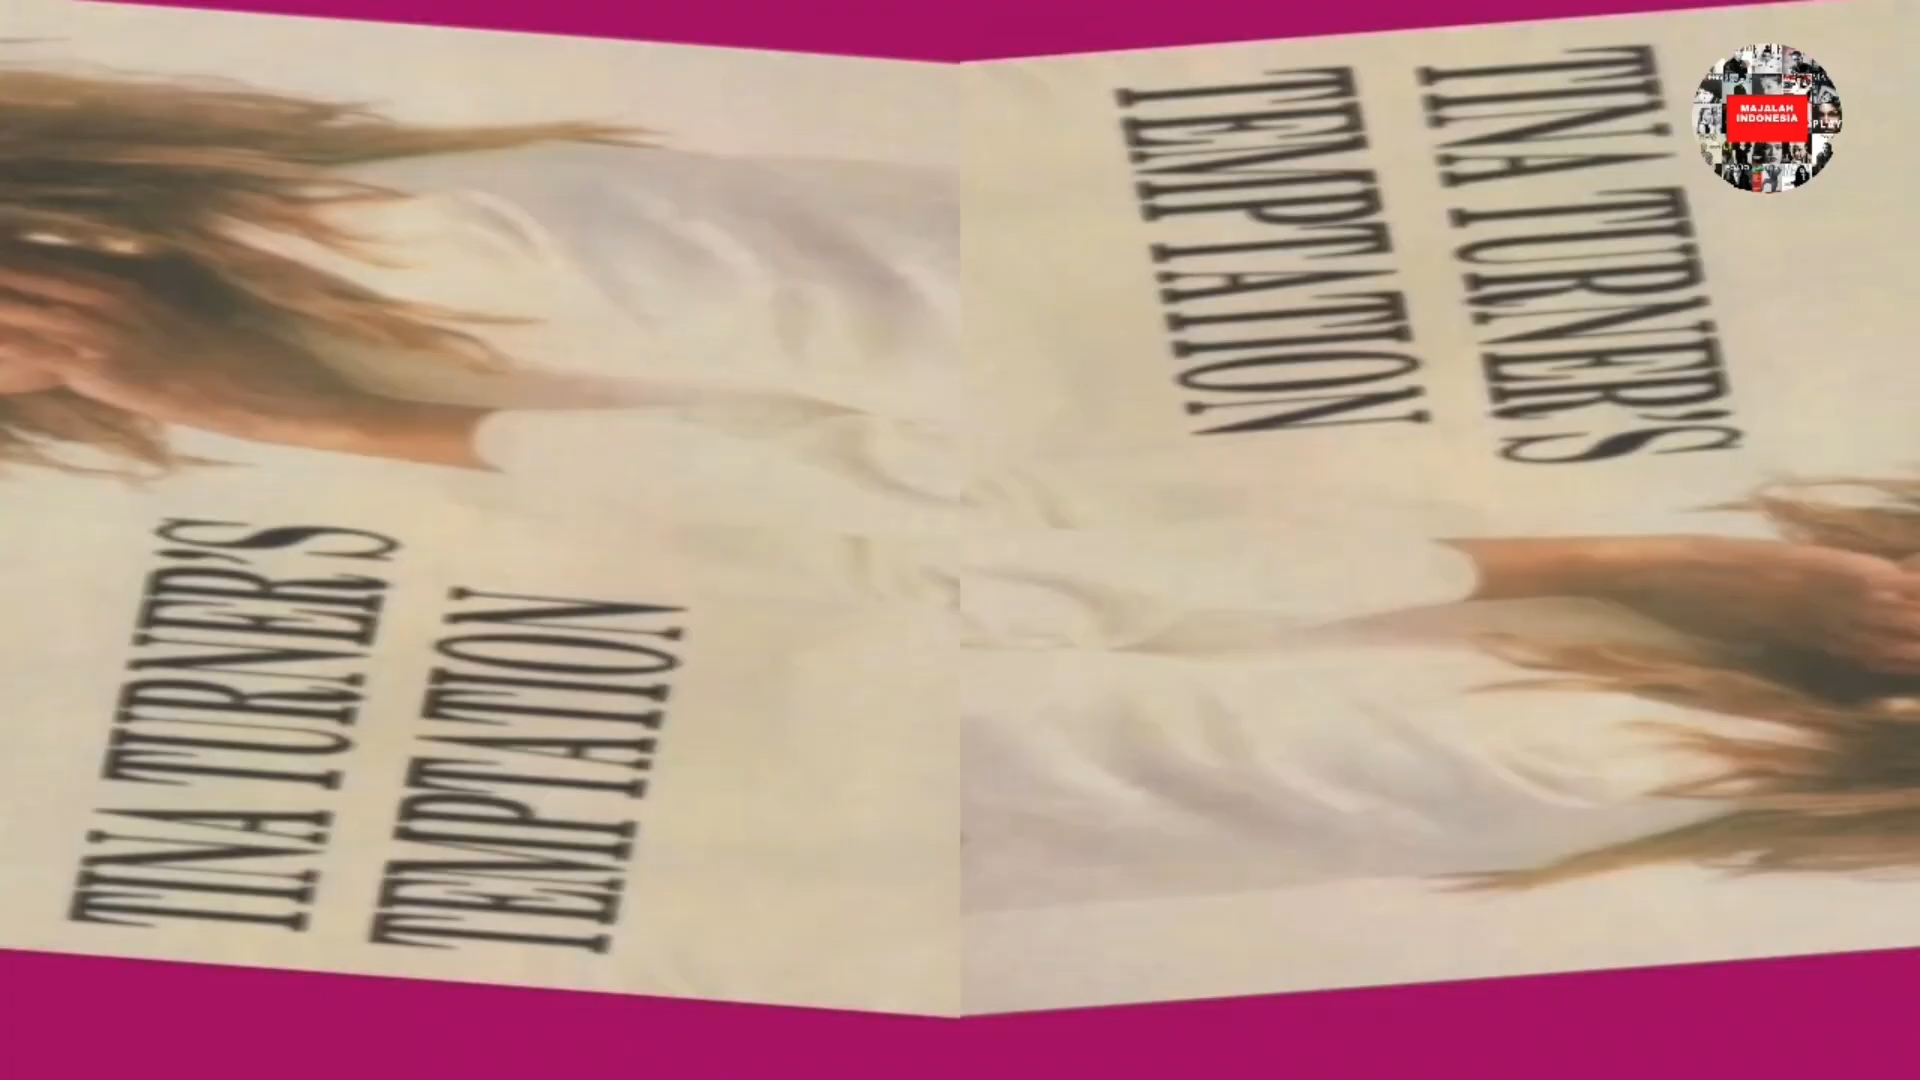 TINA TURNER'S
TEMPTATION
TINA TURNER'S
TEMPTATION
MAJALAH
INDONESIA